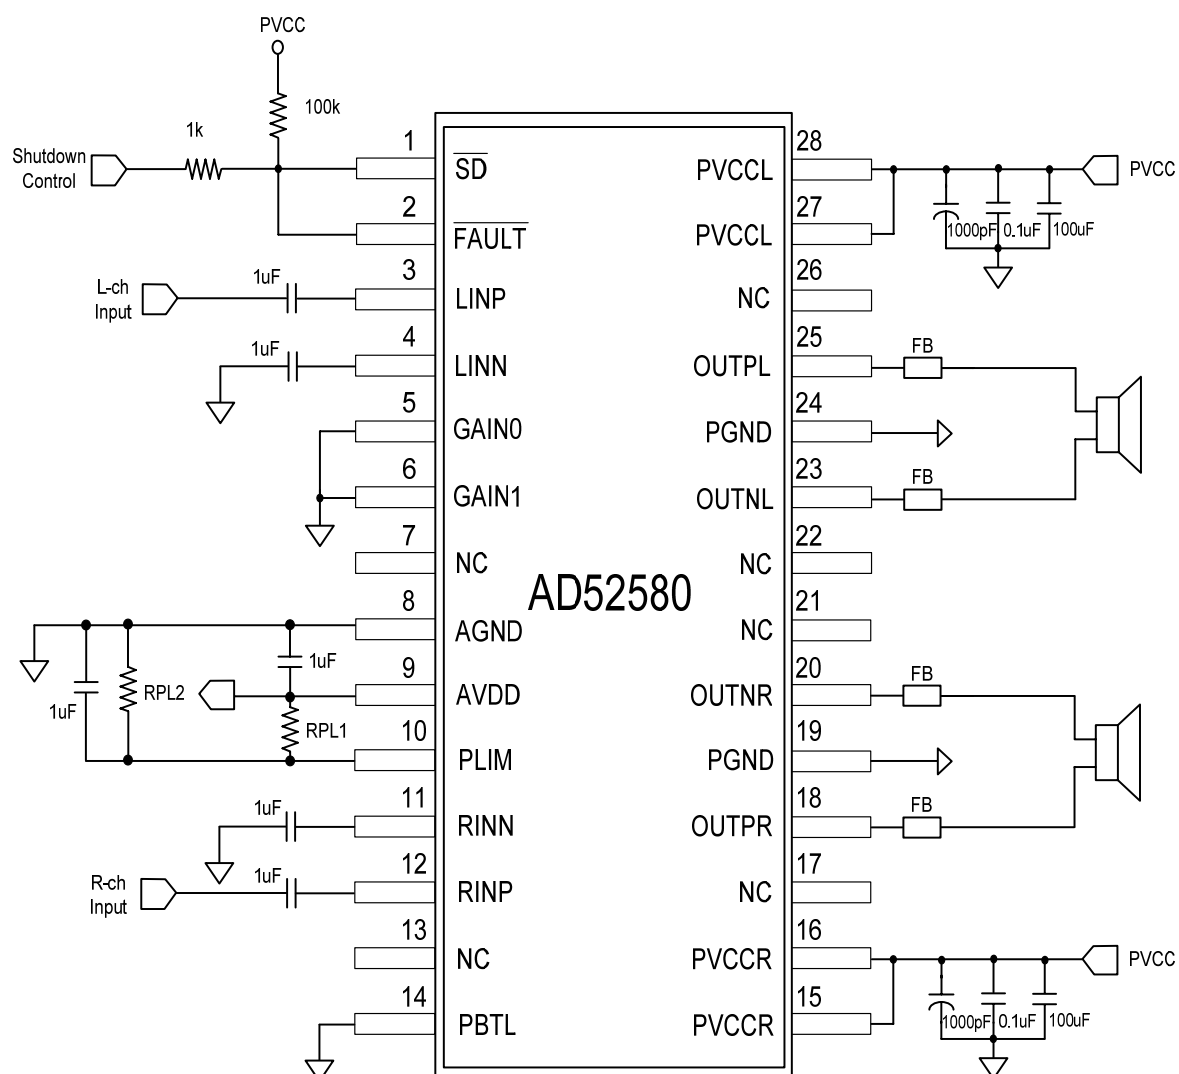 PVCC
100k
1k
Shutdown
Control
1
SD
2
FAULT
1uF
3
L-ch
Input
LINP
1uF
4
LINN
5
GAIN0
6
GAIN1
7
NC
8
AGND
1uF
9
RPL2
1uF
AVDD
RPL1
10
PLIM
11
1uF
RINN
12
1uF
R-ch
Input
RINP
13
NC
14
PBTL
AD52580
28
PVCCL
PVCC
27
1000pF
0.1uF
100uF
PVCCL
26
NC
25
FB
OUTPL
24
PGND
23
FB
OUTNL
22
NC
21
NC
20
FB
OUTNR
19
PGND
18
FB
OUTPR
17
NC
16
PVCCR
PVCC
15
1000pF
0.1uF
100uF
PVCCR